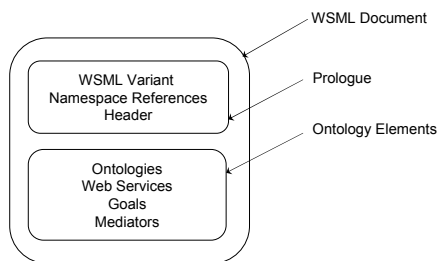 WSML Document
WSML Variant
Namespace References
Header
Prologue
Ontology Elements
Ontologies
Web Services
Goals
Mediators